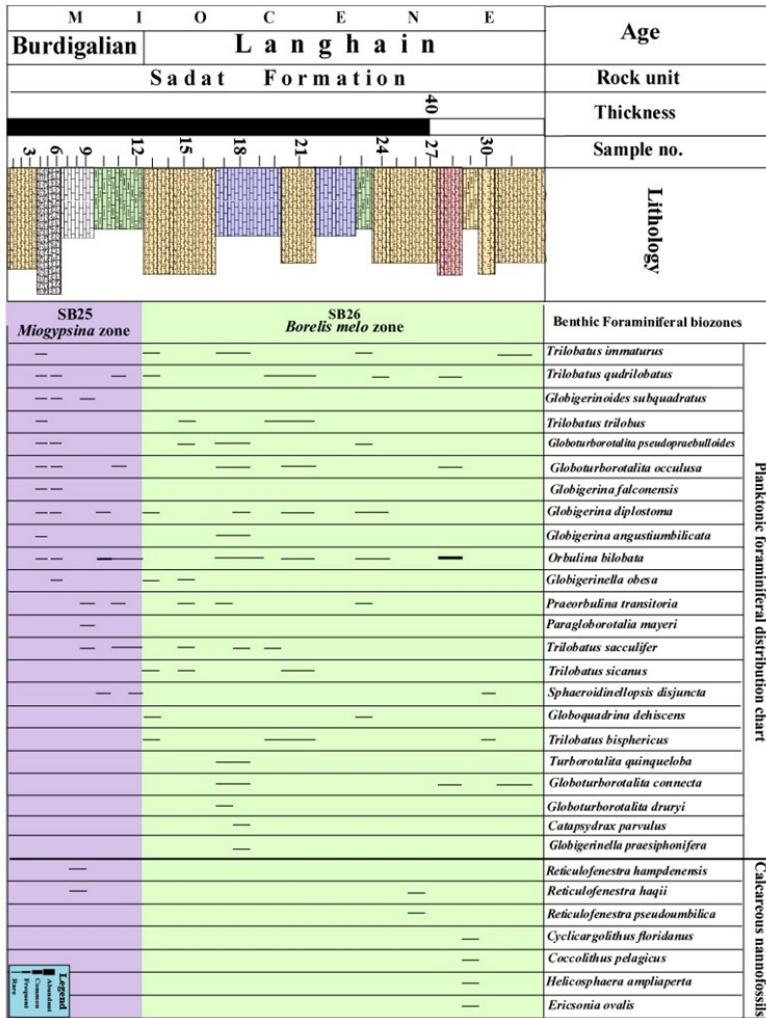 M I O C E N E
Age
Burdigalian
Langhain
Sadat Formation
Rock unit
40
Thickness
3 6 9 12 15 18 21 24 27 30
Sample no.
Lithology
SB25
Miogypsina zone
SB26
Borelis melo zone
Benthic Foraminiferal biozones
Trilobatus immaturus
Trilobatus qudrilobatus
Globigerinoides subquadratus
Trilobatus trilobus
Globoturborotalita pseudopraebulloides
Globoturborotalita occulusa
Globigerina falconensis
Globigerina diplostoma
Globigerina angustiumbilicata
Orbulina bilobata
Globigerinella obesa
Praeorbulina transitoria
Paragloborotalia mayeri
Trilobatus sacculifer
Trilobatus sicanus
Sphaeroidinellopsis disjuncta
Globoquadrina dehiscens
Trilobatus bisphericus
Turborotalita quinqueloba
Globoturborotalita connecta
Globoturborotalita druryi
Catapsydrax parvulus
Globigerinella praesiphonifera
Planktonic foraminiferal distribution chart
Reticulofenestra hampdenensis
Reticulofenestra haqii
Reticulofenestra pseudoumbilica
Cyclicargolithus floridanus
Coccolithus pelagicus
Helicosphaera ampliaperta
Ericsonia ovalis
Calcareous nannofossils
Legend
Abundant
Common
Frequent
Rare